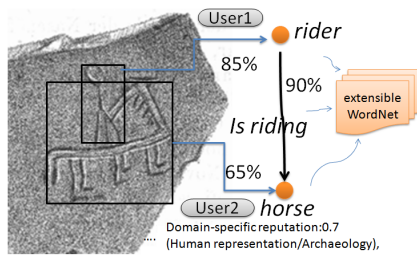 User1
rider
85%
90%
extensible
WordNet
Is riding
65%
User2
horse
Domain-specific reputation:0.7
.... (Human representation/Archaeology),